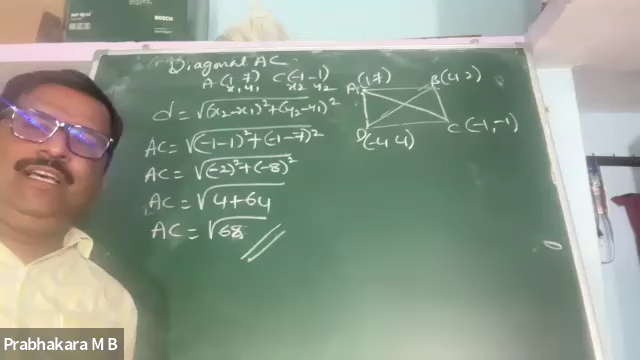 BOSCH
Diagonal AC
A(1, 7) C(-1 -1)
x₁ y₁ x₂ y₂
d = √(x₂-x₁)²+(y₂-y₁)²
AC = √(-1-1)²+(-1-7)²
AC = √(-2)²+(-8)²
AC = √4+64
AC = √68
A(1 7)
B(4, 2)
D(-4 4)
C(-1, -1)
Prabhakara M B